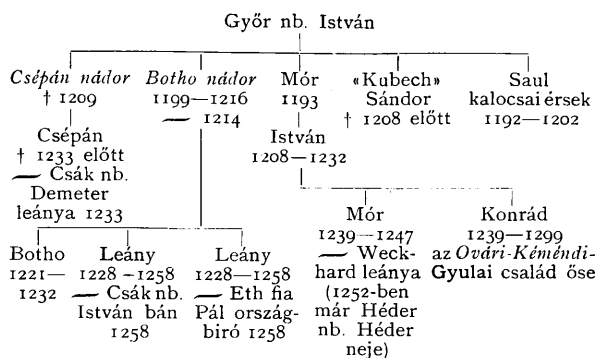 Győr nb. István
Csépán nádor
† 1209
Botho nádor
1199—1216
— 1214
Mór
1193
«Kubech»
Sándor
† 1208 előtt
Saul
kalocsai érsek
1192—1202
Csépán
† 1233 előtt
— Csák nb.
Demeter
leánya 1233
István
1208—1232
Botho
1221—
1232
Leány
1228–1258
— Csák nb.
István bán
1258
Leány
1228—1258
— Eth fia
Pál ország-
biró 1258
Mór
1239—1247
— Weck-
hard leánya
(1252-ben
már Héder
nb. Héder
neje)
Konrád
1239—1299
az Ovári-Kéméndi-
Gyulai család őse